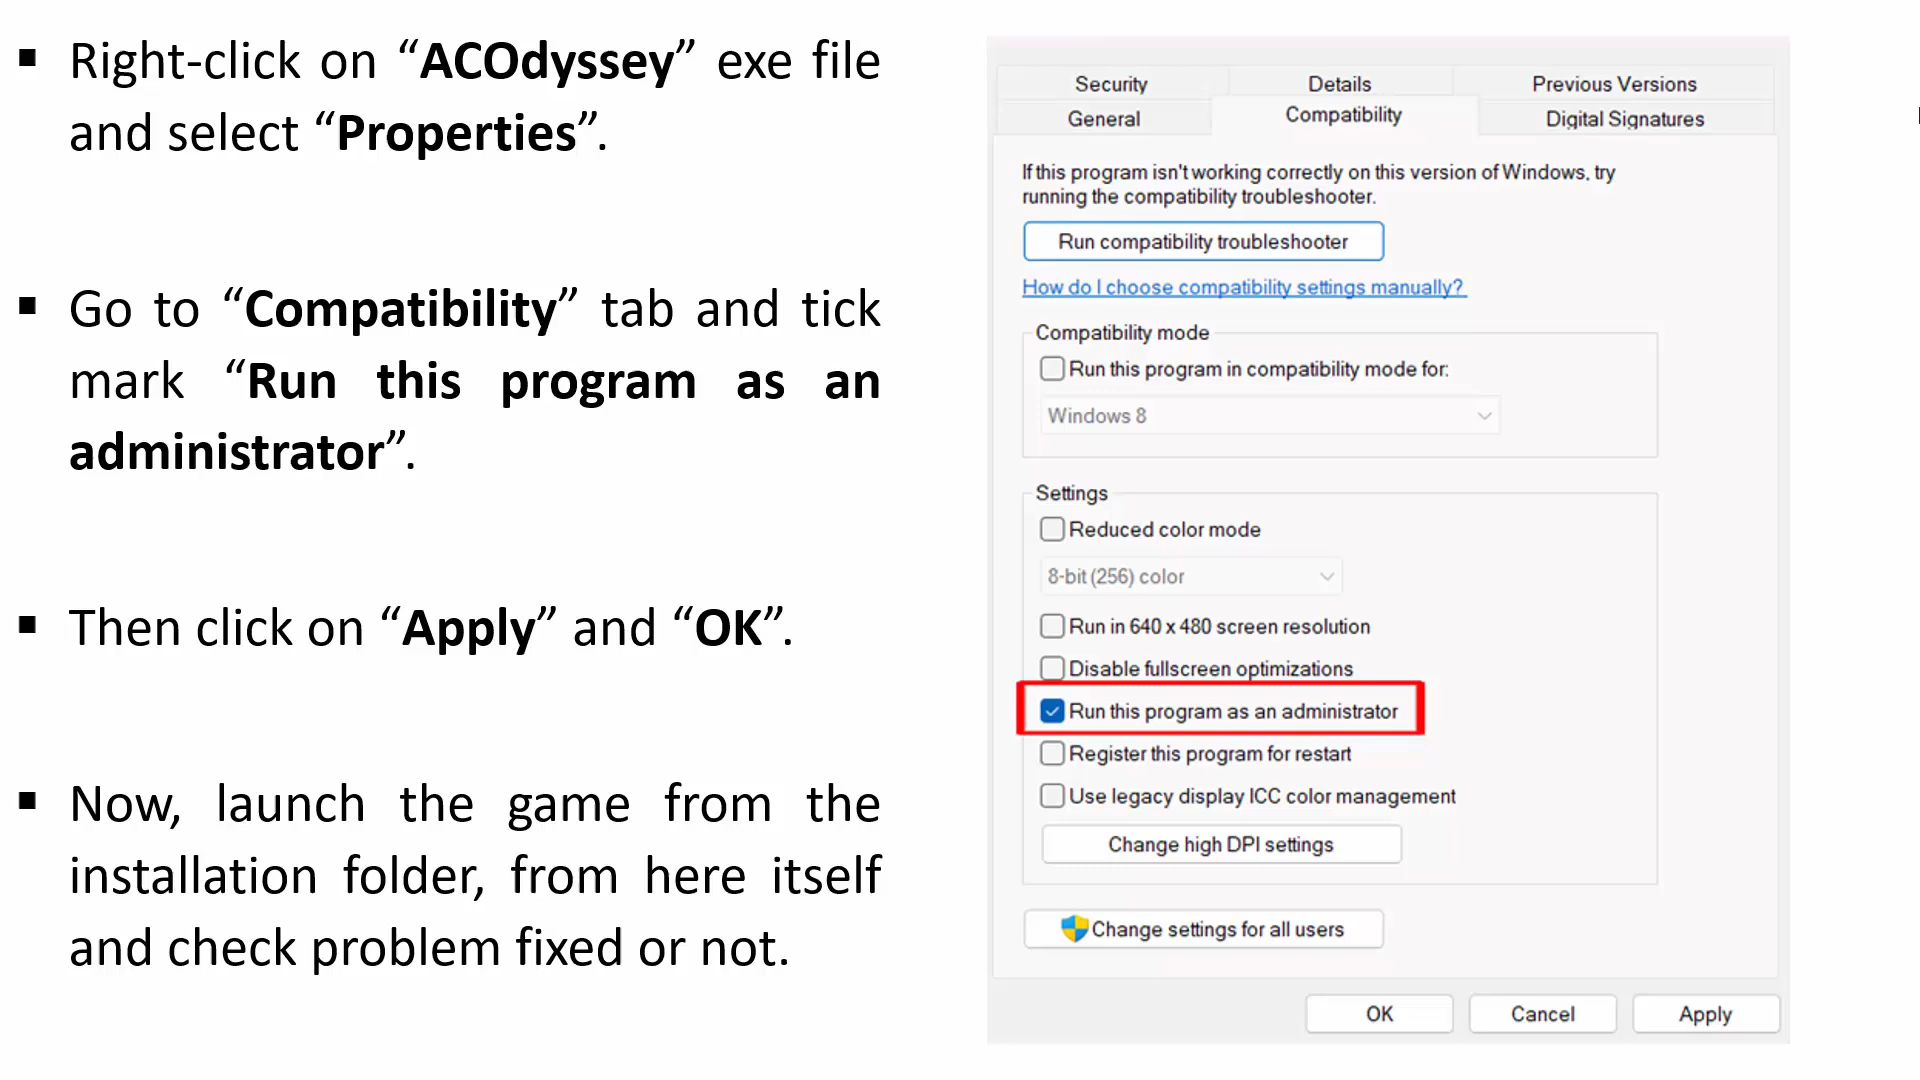 ▪ Right-click on “ACOdyssey” exe file
and select “Properties”.
▪ Go to “Compatibility” tab and tick
mark “Run this program as an
administrator”.
▪ Then click on “Apply” and “OK”.
▪ Now, launch the game from the
installation folder, from here itself
and check problem fixed or not.
Security Details Previous Versions
General Compatibility Digital Signatures
If this program isn't working correctly on this version of Windows, try
running the compatibility troubleshooter.
Run compatibility troubleshooter
How do I choose compatibility settings manually?
Compatibility mode
Run this program in compatibility mode for:
Windows 8
Settings
Reduced color mode
8-bit (256) color
Run in 640 x 480 screen resolution
Disable fullscreen optimizations
Run this program as an administrator
Register this program for restart
Use legacy display ICC color management
Change high DPI settings
Change settings for all users
OK Cancel Apply